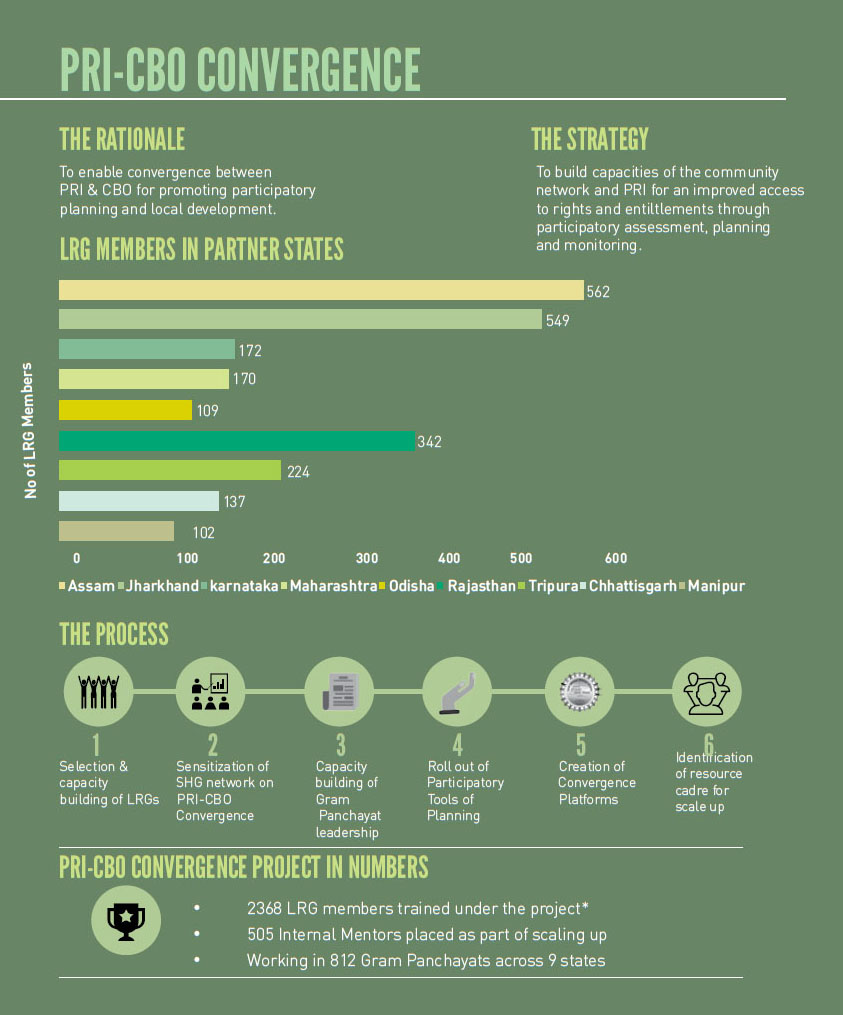 PRI-CBO CONVERGENCE
THE RATIONALE
To enable convergence between
PRI & CBO for promoting participatory
planning and local development.
THE STRATEGY
To build capacities of the community
network and PRI for an improved access
to rights and entiltlements through
participatory assessment, planning
and monitoring.
LRG MEMBERS IN PARTNER STATES
No of LRG Members
562
549
172
170
109
342
224
137
102
0 100 200 300 400 500 600
Assam Jharkhand karnataka Maharashtra Odisha Rajasthan Tripura Chhattisgarh Manipur
THE PROCESS
1
Selection &
capacity
building of LRGs
2
Sensitization of
SHG network on
PRI-CBO
Convergence
3
Capacity
building of
Gram
Panchayat
leadership
4
Roll out of
Participatory
Tools of
Planning
5
Creation of
Convergence
Platforms
6
Identification
of resource
cadre for
scale up
PRI-CBO CONVERGENCE PROJECT IN NUMBERS
• 2368 LRG members trained under the project*
• 505 Internal Mentors placed as part of scaling up
• Working in 812 Gram Panchayats across 9 states